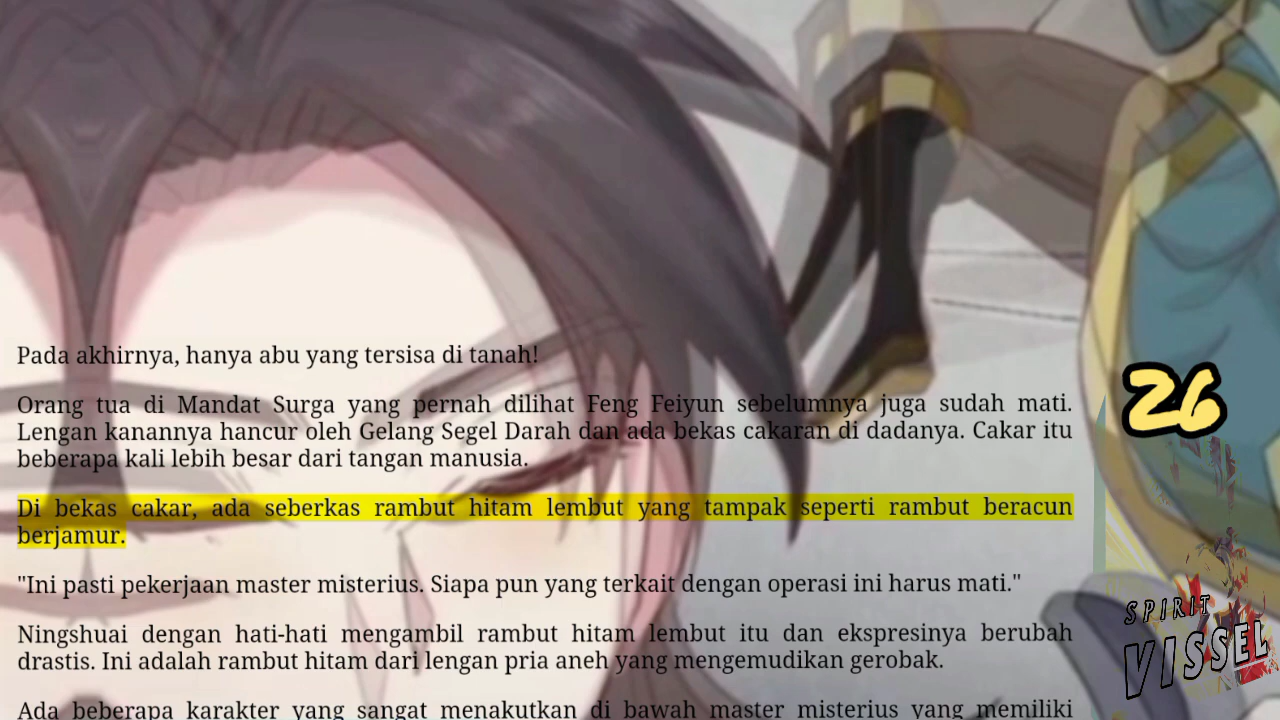 Pada akhirnya, hanya abu yang tersisa di tanah!
Orang tua di Mandat Surga yang pernah dilihat Feng Feiyun sebelumnya juga sudah mati.
Lengan kanannya hancur oleh Gelang Segel Darah dan ada bekas cakaran di dadanya. Cakar itu
beberapa kali lebih besar dari tangan manusia.
Di bekas cakar, ada seberkas rambut hitam lembut yang tampak seperti rambut beracun
berjamur.
"Ini pasti pekerjaan master misterius. Siapa pun yang terkait dengan operasi ini harus mati."
Ningshuai dengan hati-hati mengambil rambut hitam lembut itu dan ekspresinya berubah
drastis. Ini adalah rambut hitam dari lengan pria aneh yang mengemudikan gerobak.
Ada beberapa karakter yang sangat menakutkan di bawah master misterius yang memiliki
26
SPIRIT
VISSEL